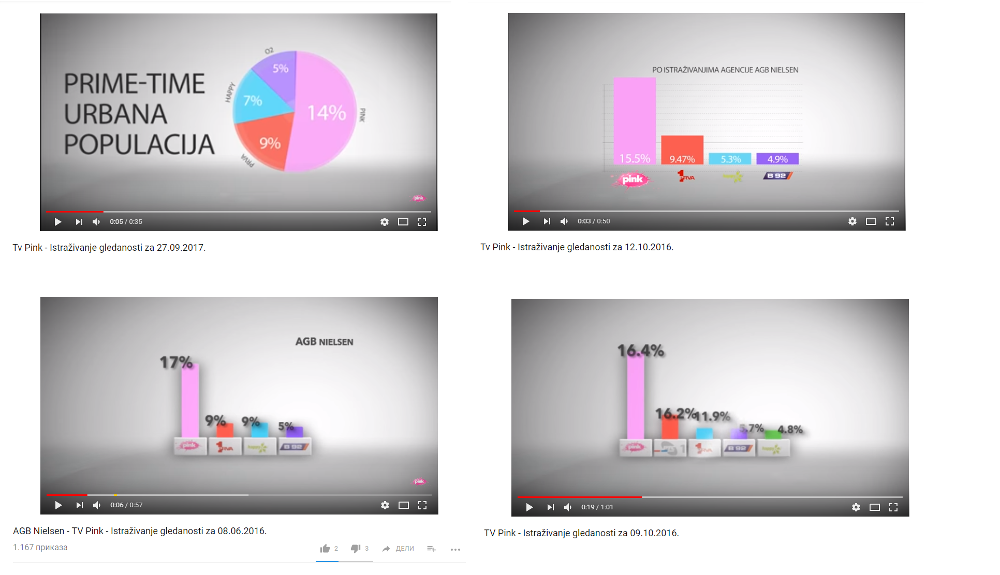 PRIME-TIME
URBANA
POPULACIJA
O2
5%
HAPPY
7%
14%
PINK
9%
PRVA
pink
0:05 / 0:35
Tv Pink - Istraživanje gledanosti za 27.09.2017.
PO ISTRAŽIVANJIMA AGENCIJE AGB NIELSEN
15.5% 9.47% 5.3% 4.9%
pink 1RVA happy B 92
0:03 / 0:50
Tv Pink - Istraživanje gledanosti za 12.10.2016.
AGB NIELSEN
17%
9% 9% 5%
pink 1RVA happy B 92
pink
0:06 / 0:57
AGB Nielsen - TV Pink - Istraživanje gledanosti za 08.06.2016.
1.167 приказа
2 3 ДЕЛИ
16.4%
16.2% 11.9% 5.7% 4.8%
pink 1 1RVA B 92 happy
0:19 / 1:01
TV Pink - Istraživanje gledanosti za 09.10.2016.